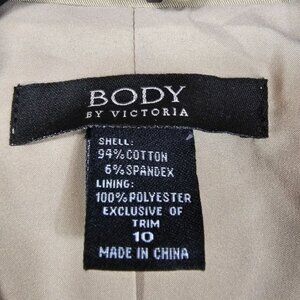 BODY
BY VICTORIA
SHELL:
94% COTTON
6% SPANDEX
LINING:
100% POLYESTER
EXCLUSIVE OF
TRIM
10
MADE IN CHINA